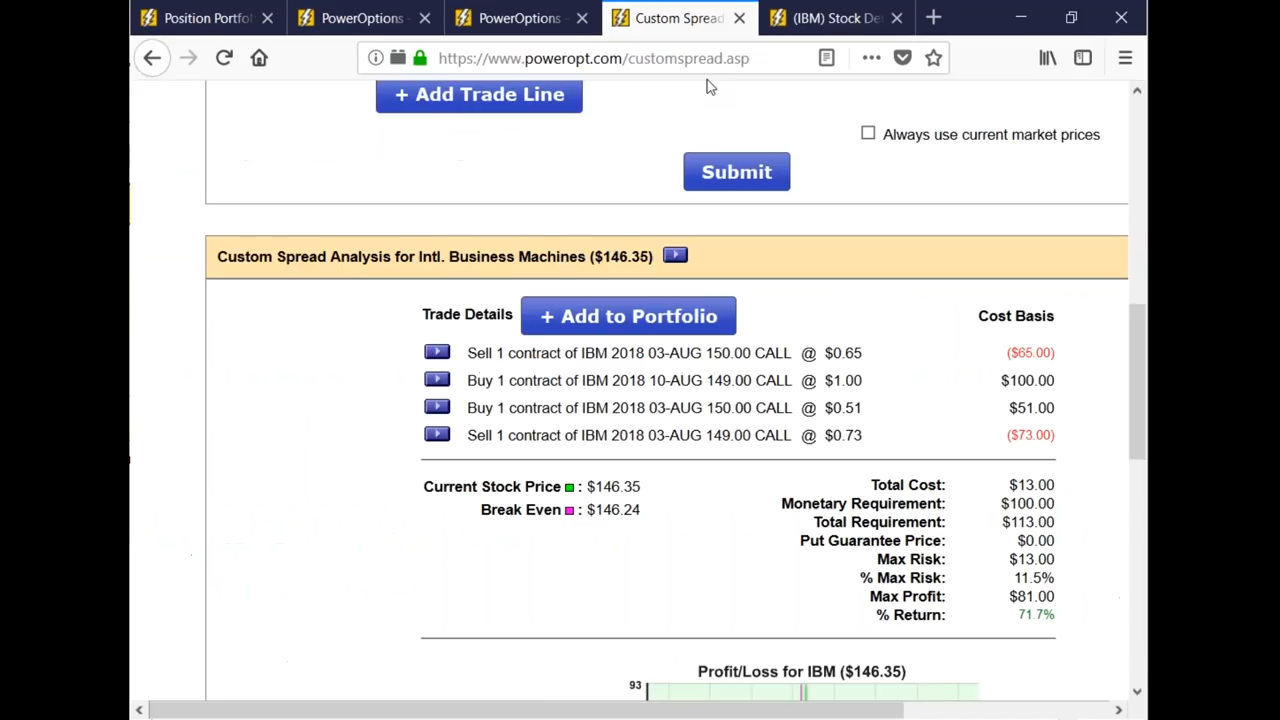 Position Portfol
PowerOptions
PowerOptions
Custom Spread
(IBM) Stock De
https://www.poweropt.com/customspread.asp
+ Add Trade Line
Always use current market prices
Submit
Custom Spread Analysis for Intl. Business Machines ($146.35)
Trade Details + Add to Portfolio Cost Basis
Sell 1 contract of IBM 2018 03-AUG 150.00 CALL @ $0.65 ($65.00)
Buy 1 contract of IBM 2018 10-AUG 149.00 CALL @ $1.00 $100.00
Buy 1 contract of IBM 2018 03-AUG 150.00 CALL @ $0.51 $51.00
Sell 1 contract of IBM 2018 03-AUG 149.00 CALL @ $0.73 ($73.00)
Current Stock Price : $146.35
Break Even : $146.24
Total Cost: $13.00
Monetary Requirement: $100.00
Total Requirement: $113.00
Put Guarantee Price: $0.00
Max Risk: $13.00
% Max Risk: 11.5%
Max Profit: $81.00
% Return: 71.7%
Profit/Loss for IBM ($146.35)
93